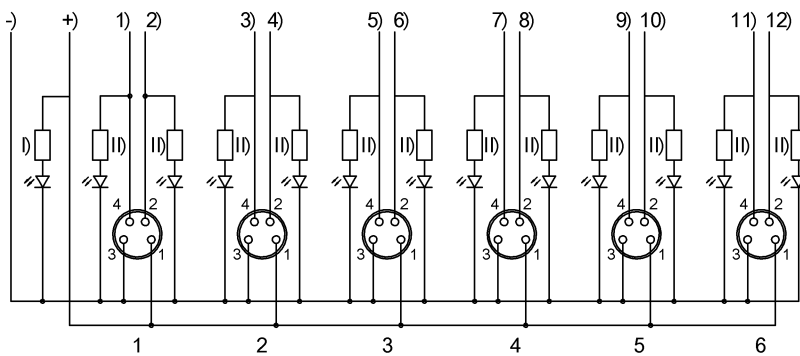 -) +) 1) 2) 3) 4) 5) 6) 7) 8) 9) 10) 11) 12)
I) II) II) II) II) II) II) II) II) II) II) II) II)
4 2 4 2 4 2 4 2 4 2 4 2
3 1 3 1 3 1 3 1 3 1 3 1
1 2 3 4 5 6